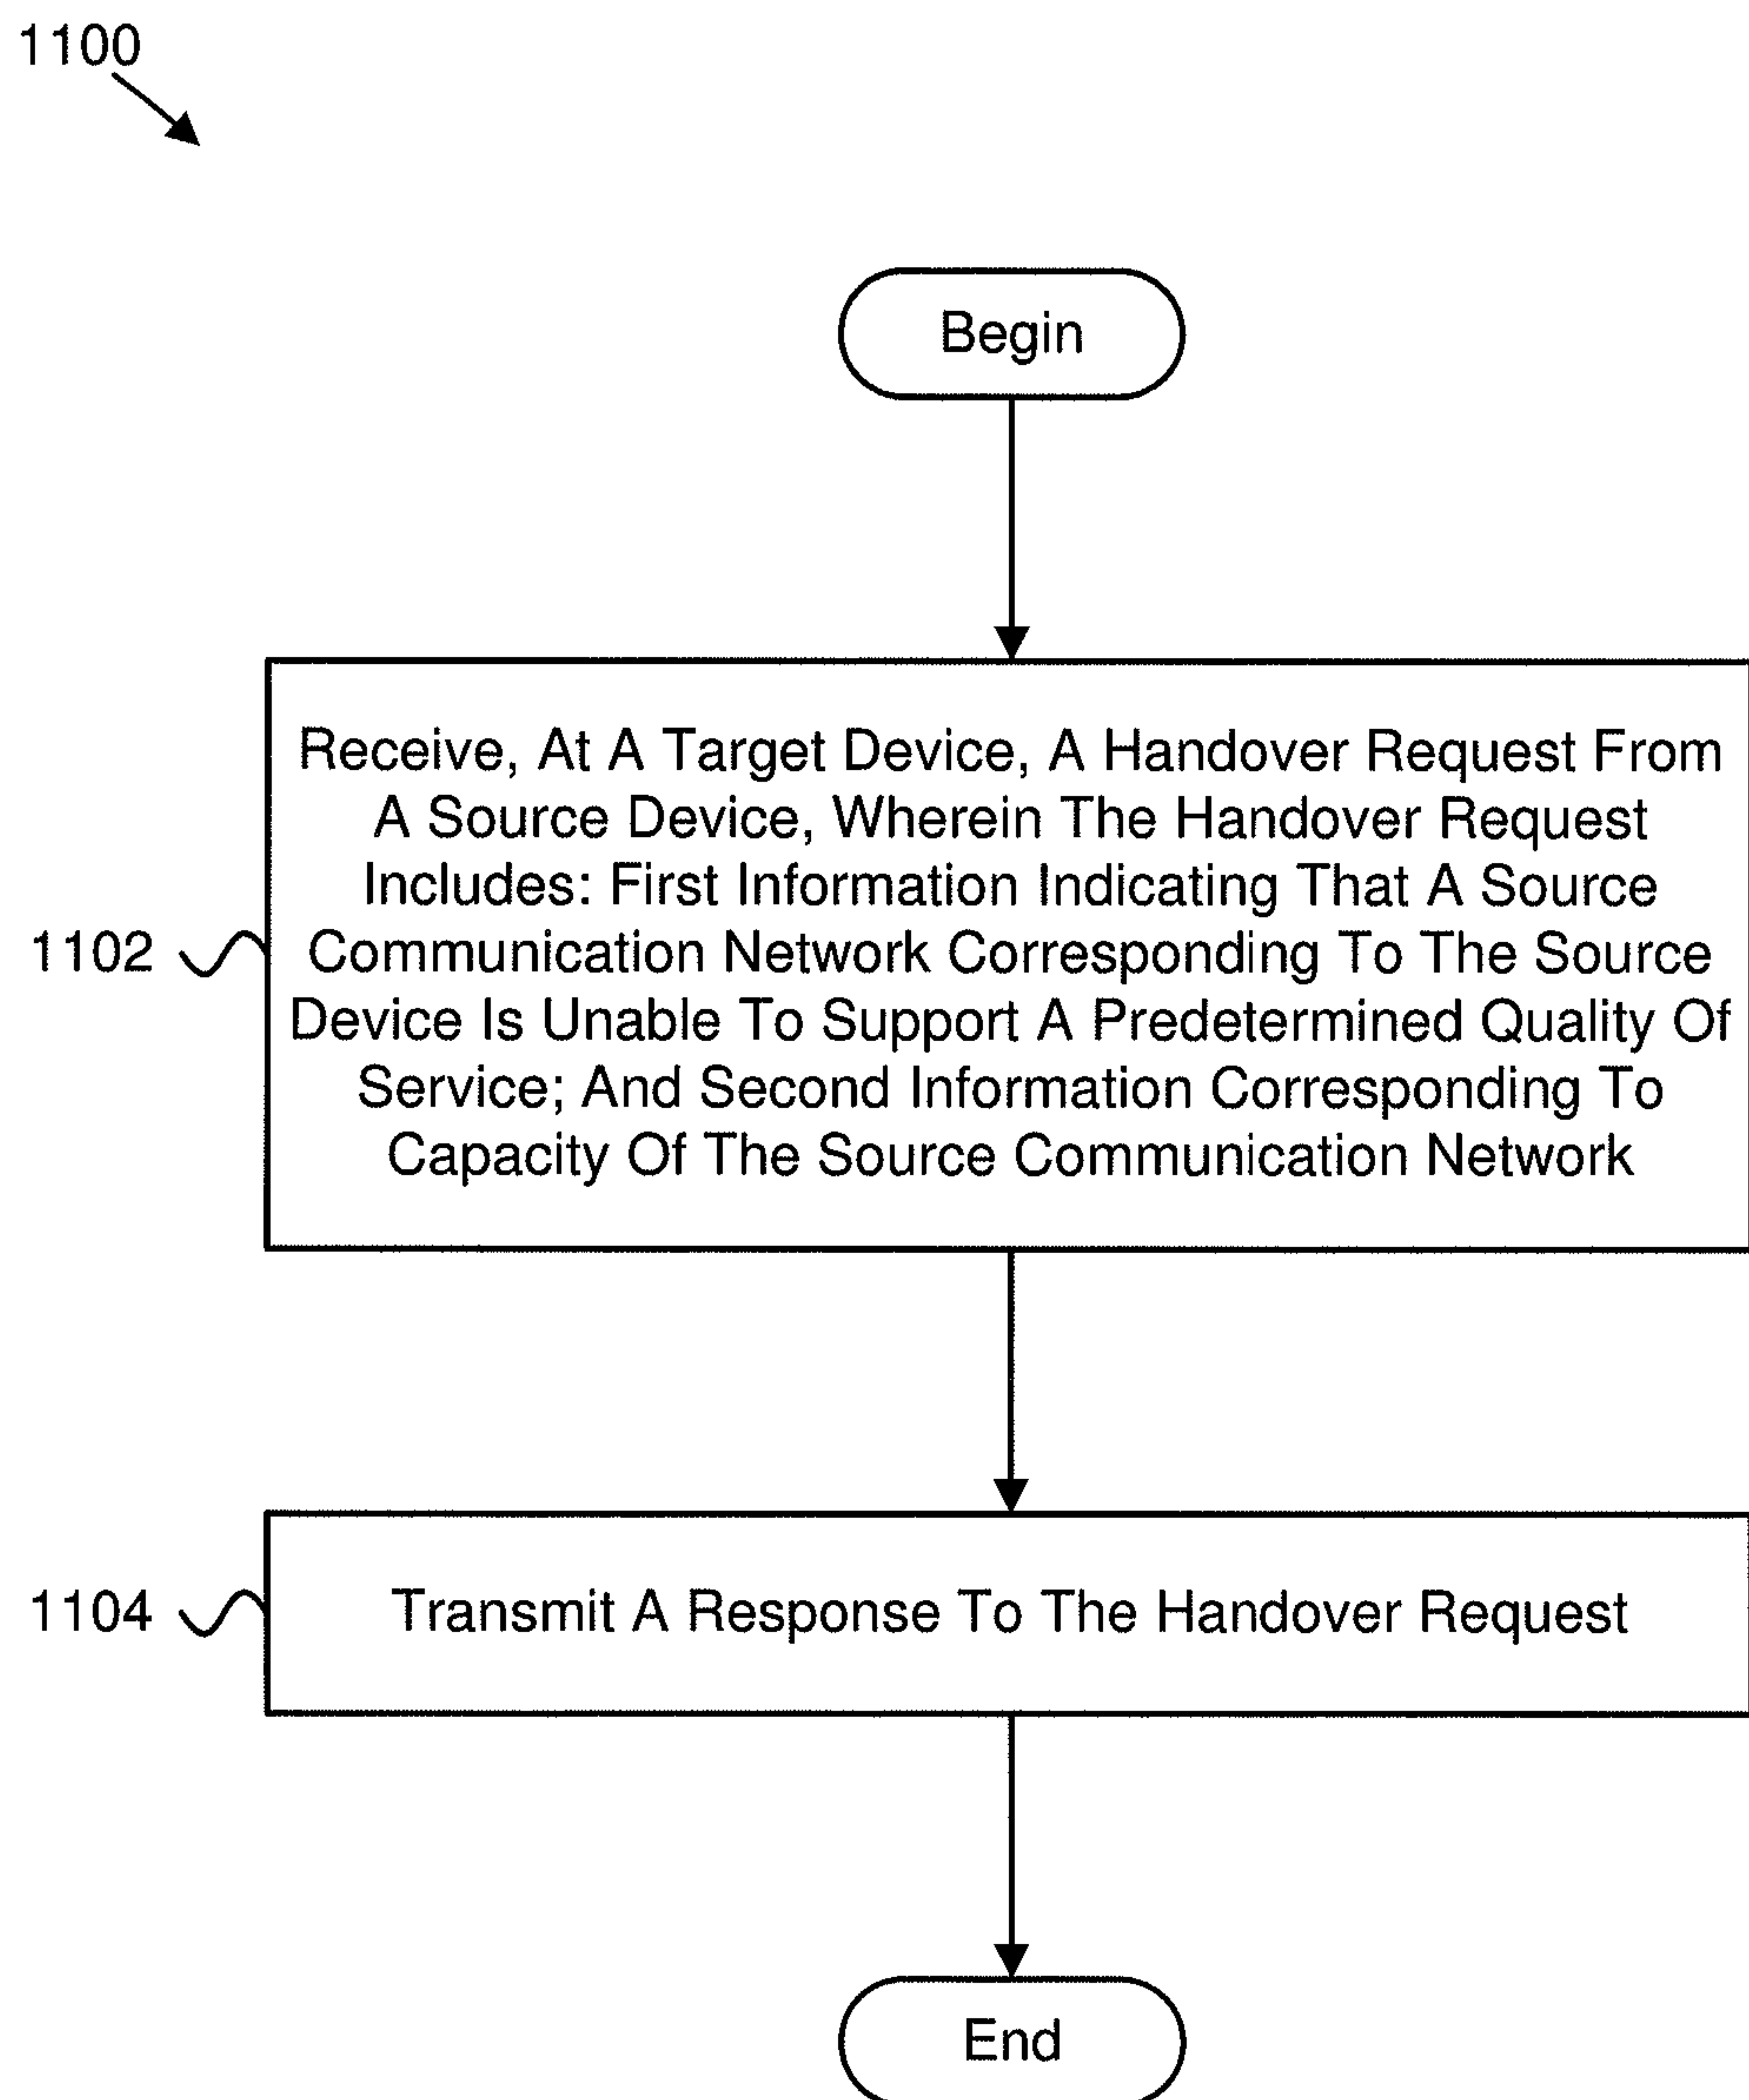 1100
Begin
Receive, At A Target Device, A Handover Request From
A Source Device, Wherein The Handover Request
Includes: First Information Indicating That A Source
Communication Network Corresponding To The Source
Device Is Unable To Support A Predetermined Quality Of
Service; And Second Information Corresponding To
Capacity Of The Source Communication Network
1102
Transmit A Response To The Handover Request
1104
End